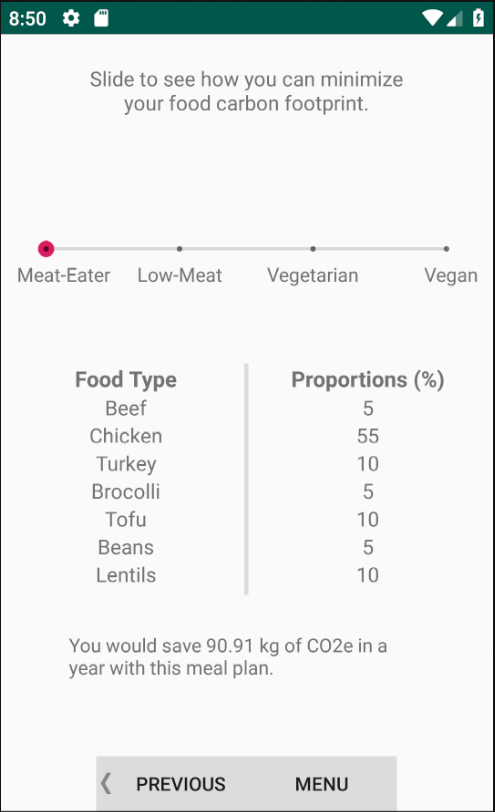 8:50
Slide to see how you can minimize
your food carbon footprint.
Meat-Eater Low-Meat Vegetarian Vegan
Food Type Proportions (%)
Beef 5
Chicken 55
Turkey 10
Brocolli 5
Tofu 10
Beans 5
Lentils 10
You would save 90.91 kg of CO2e in a
year with this meal plan.
PREVIOUS MENU